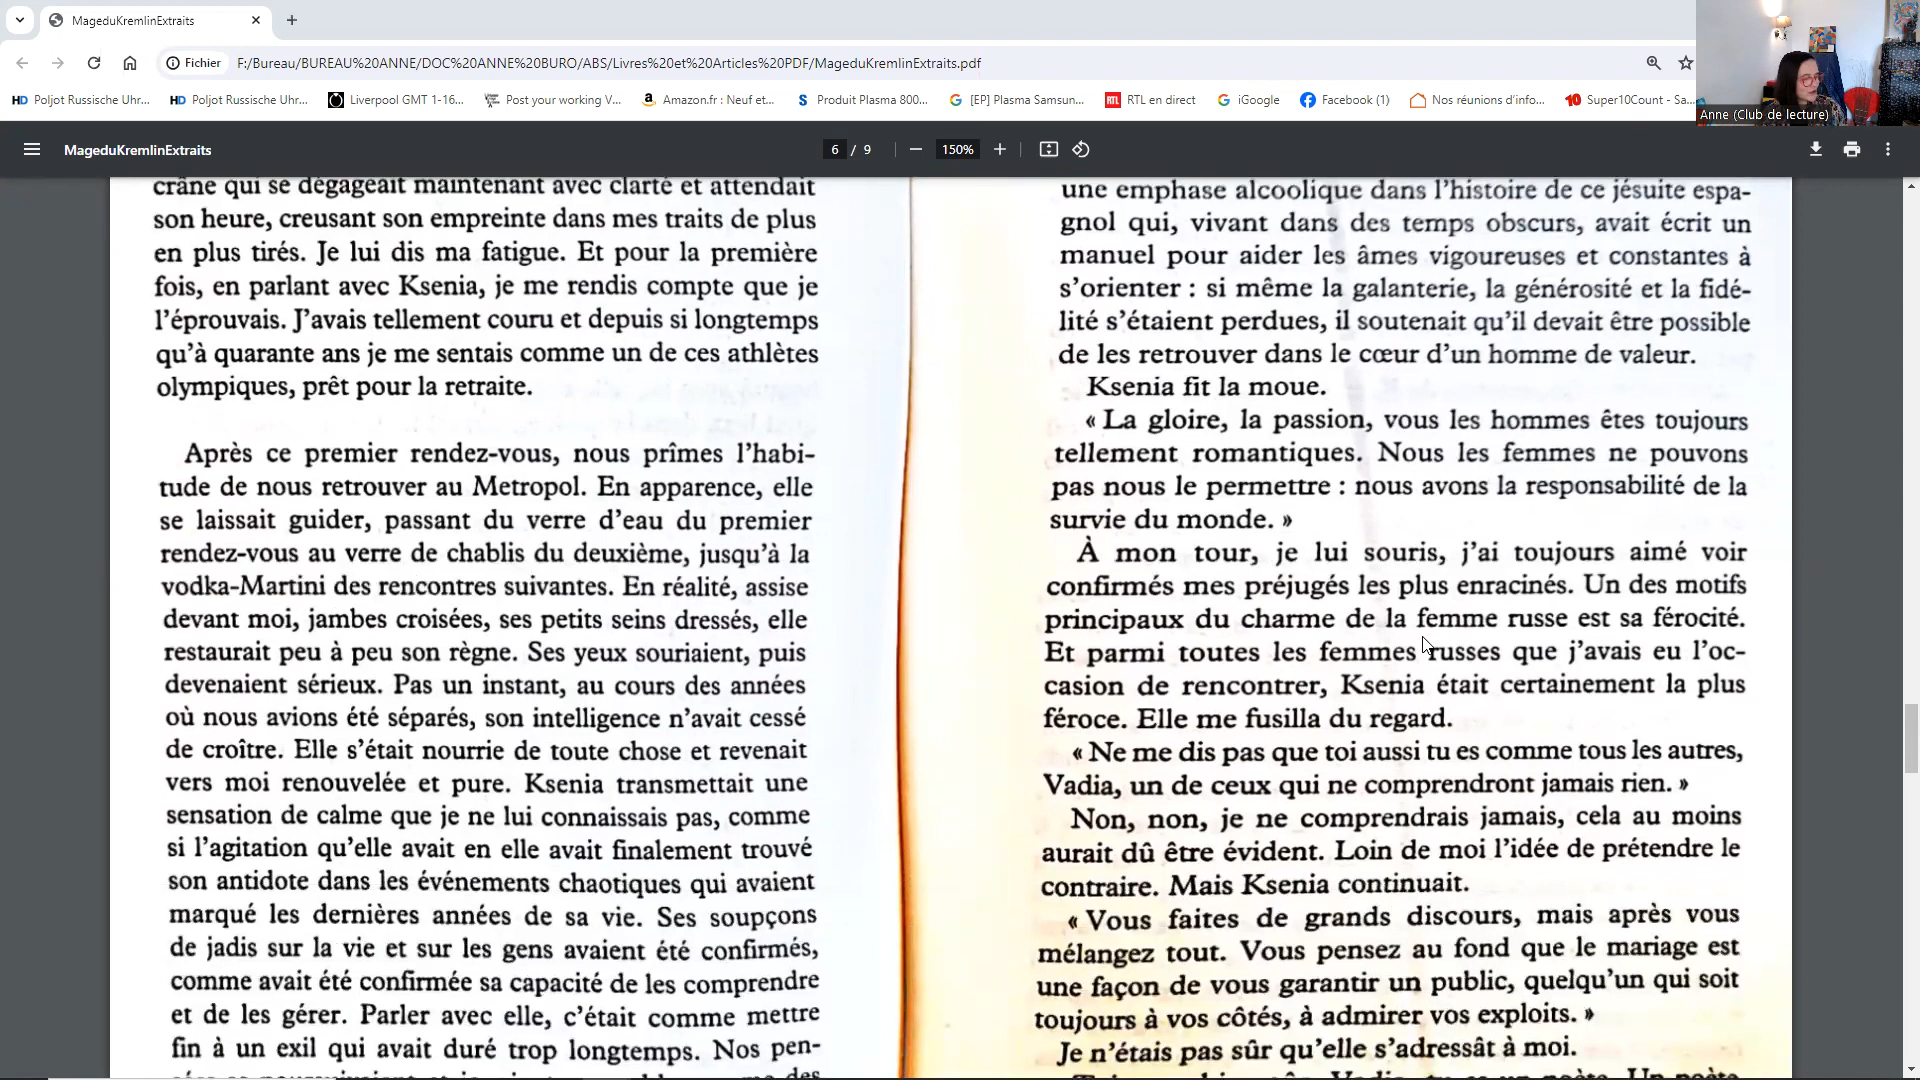 MageduKremlinExtraits
Fichier
F:/Bureau/BUREAU%20ANNE/DOC%20ANNE%20BURO/ABS/Livres%20et%20Articles%20PDF/MageduKremlinExtraits.pdf
HD Poljot Russische Uhr...
HD Poljot Russische Uhr...
Liverpool GMT 1-16...
Post your working V...
Amazon.fr : Neuf et...
Produit Plasma 800...
[EP] Plasma Samsun...
RTL RTL en direct
iGoogle
Facebook (1)
Nos réunions d'info...
10 Super10Count - Sa...
Anne (Club de lecture)
MageduKremlinExtraits
6 / 9
150%
crâne qui se dégageait maintenant avec clarté et attendait
son heure, creusant son empreinte dans mes traits de plus
en plus tirés. Je lui dis ma fatigue. Et pour la première
fois, en parlant avec Ksenia, je me rendis compte que je
l'éprouvais. J'avais tellement couru et depuis si longtemps
qu'à quarante ans je me sentais comme un de ces athlètes
olympiques, prêt pour la retraite.
Après ce premier rendez-vous, nous prîmes l'habi-
tude de nous retrouver au Metropol. En apparence, elle
se laissait guider, passant du verre d'eau du premier
rendez-vous au verre de chablis du deuxième, jusqu'à la
vodka-Martini des rencontres suivantes. En réalité, assise
devant moi, jambes croisées, ses petits seins dressés, elle
restaurait peu à peu son règne. Ses yeux souriaient, puis
devenaient sérieux. Pas un instant, au cours des années
où nous avions été séparés, son intelligence n'avait cessé
de croître. Elle s'était nourrie de toute chose et revenait
vers moi renouvelée et pure. Ksenia transmettait une
sensation de calme que je ne lui connaissais pas, comme
si l'agitation qu'elle avait en elle avait finalement trouvé
son antidote dans les événements chaotiques qui avaient
marqué les dernières années de sa vie. Ses soupçons
de jadis sur la vie et sur les gens avaient été confirmés,
comme avait été confirmée sa capacité de les comprendre
et de les gérer. Parler avec elle, c'était comme mettre
fin à un exil qui avait duré trop longtemps. Nos pen-
une emphase alcoolique dans l'histoire de ce jésuite espa-
gnol qui, vivant dans des temps obscurs, avait écrit un
manuel pour aider les âmes vigoureuses et constantes à
s'orienter : si même la galanterie, la générosité et la fidé-
lité s'étaient perdues, il soutenait qu'il devait être possible
de les retrouver dans le cœur d'un homme de valeur.
Ksenia fit la moue.
« La gloire, la passion, vous les hommes êtes toujours
tellement romantiques. Nous les femmes ne pouvons
pas nous le permettre : nous avons la responsabilité de la
survie du monde. »
À mon tour, je lui souris, j'ai toujours aimé voir
confirmés mes préjugés les plus enracinés. Un des motifs
principaux du charme de la femme russe est sa férocité.
Et parmi toutes les femmes russes que j'avais eu l'oc-
casion de rencontrer, Ksenia était certainement la plus
féroce. Elle me fusilla du regard.
« Ne me dis pas que toi aussi tu es comme tous les autres,
Vadia, un de ceux qui ne comprendront jamais rien. »
Non, non, je ne comprendrais jamais, cela au moins
aurait dû être évident. Loin de moi l'idée de prétendre le
contraire. Mais Ksenia continuait.
« Vous faites de grands discours, mais après vous
mélangez tout. Vous pensez au fond que le mariage est
une façon de vous garantir un public, quelqu'un qui soit
toujours à vos côtés, à admirer vos exploits. »
Je n'étais pas sûr qu'elle s'adressât à moi.